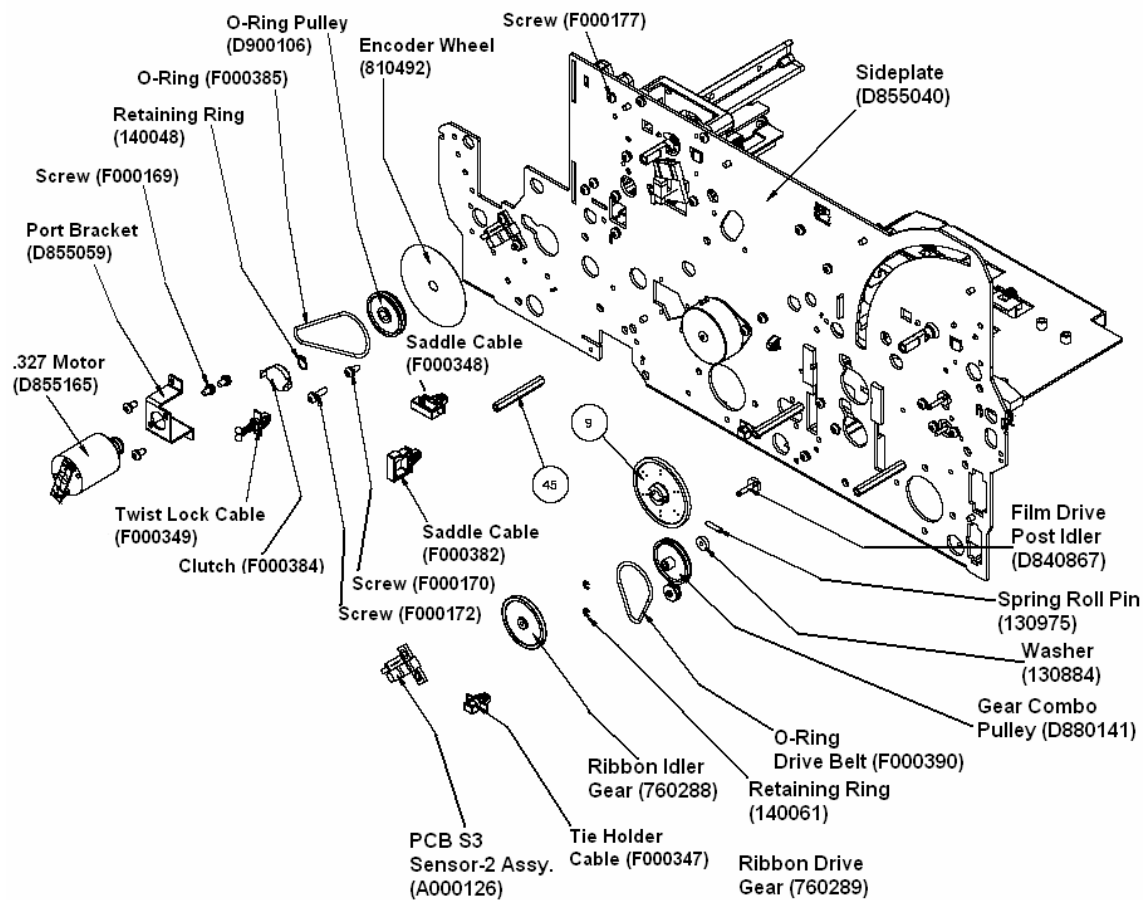 Screw (F000177)
O-Ring Pulley
(D900106)
Encoder Wheel
(810492)
O-Ring (F000385)
Sideplate
(D855040)
Retaining Ring
(140048)
Screw (F000169)
Port Bracket
(D855059)
.327 Motor
(D855165)
Saddle Cable
(F000348)
9
45
Twist Lock Cable
(F000349)
Clutch (F000384)
Saddle Cable
(F000382)
Screw (F000170)
Screw (F000172)
Film Drive
Post Idler
(D840867)
Spring Roll Pin
(130975)
Washer
(130884)
Gear Combo
Pulley (D880141)
O-Ring
Drive Belt (F000390)
Ribbon Idler
Gear (760288)
Retaining Ring
(140061)
PCB S3
Sensor-2 Assy.
(A000126)
Tie Holder
Cable (F000347)
Ribbon Drive
Gear (760289)